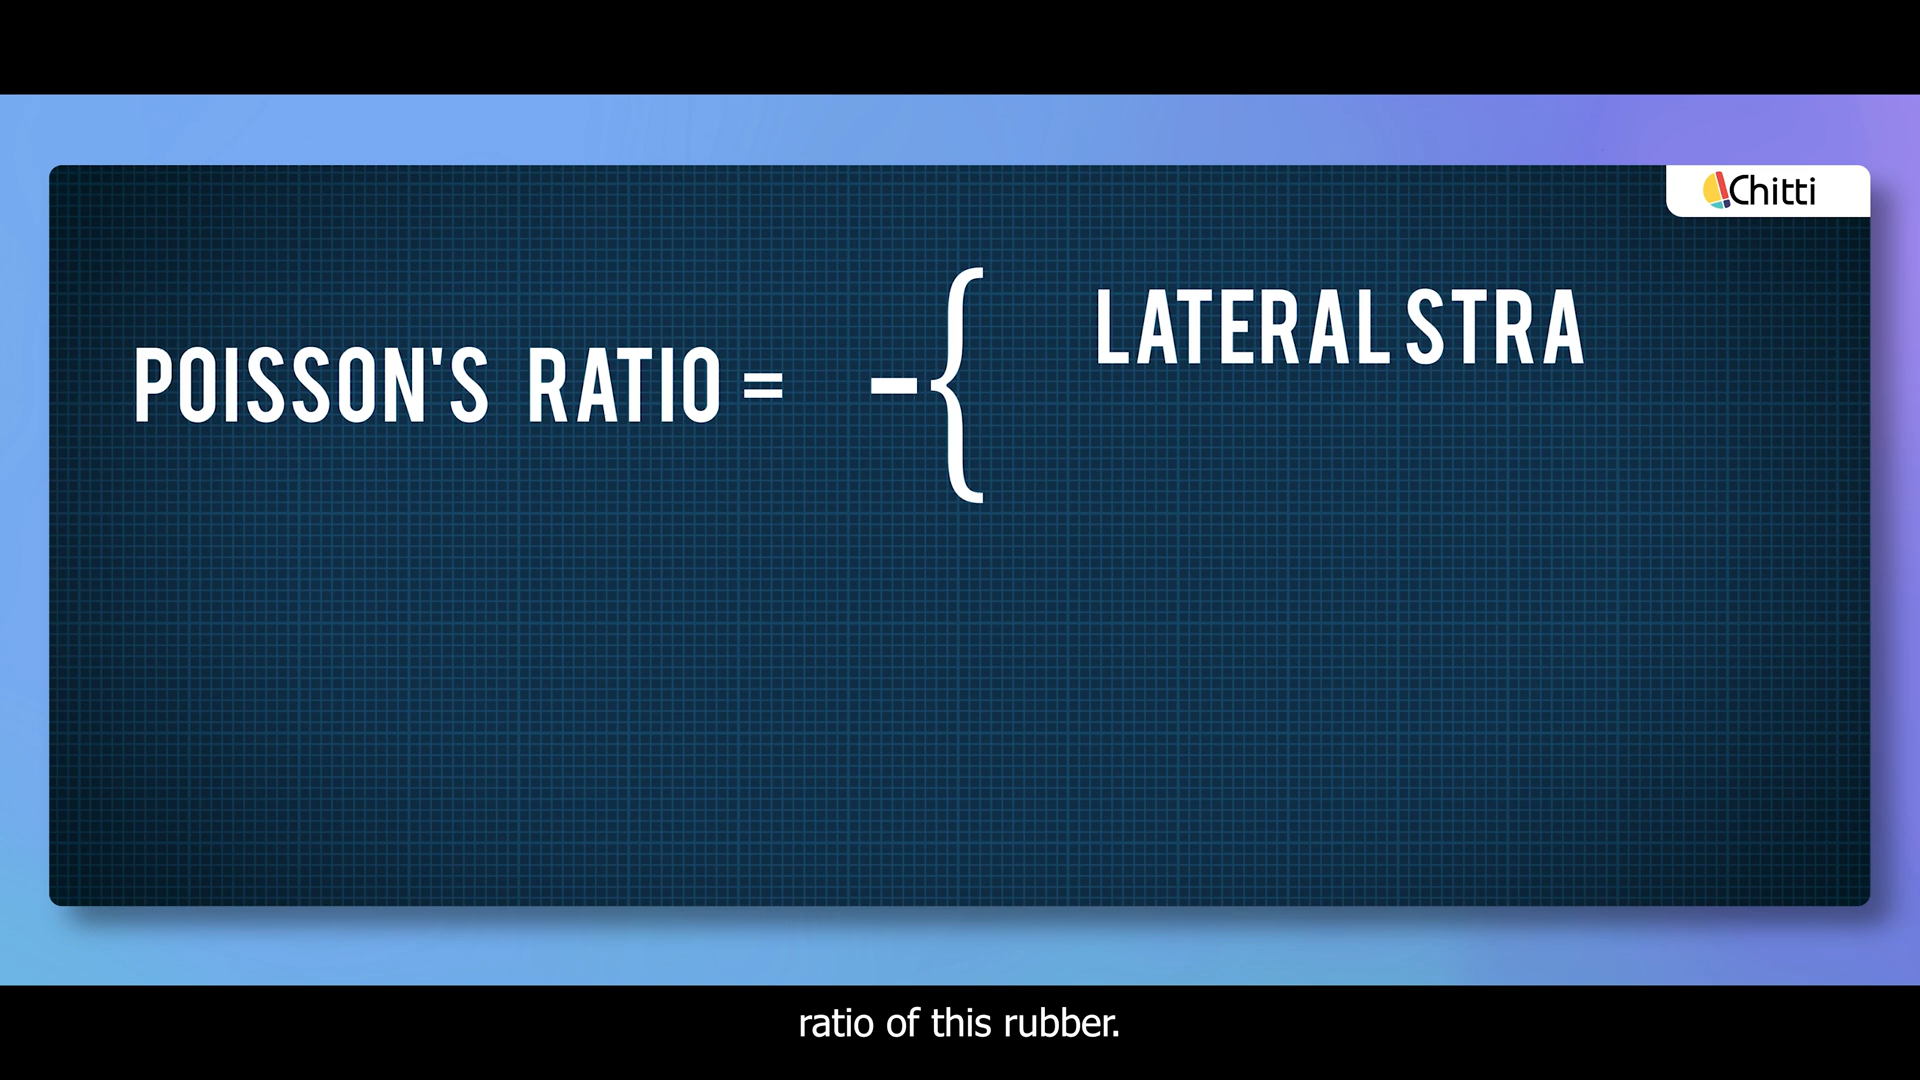 Chitti
LATERAL STRA
POISSON'S RATIO = - {
ratio of this rubber.